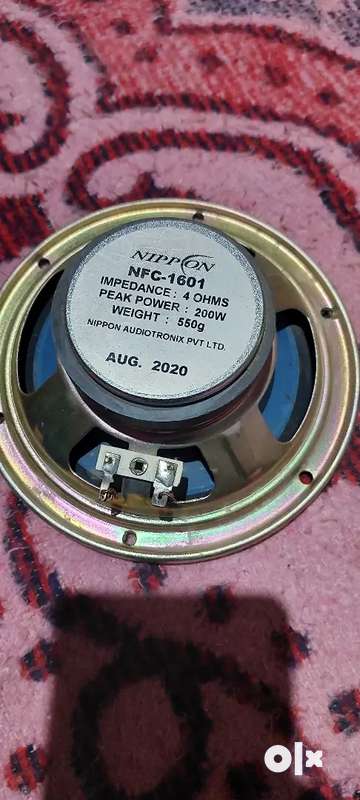 NIPPON
NFC-1601
IMPEDANCE : 4 OHMS
PEAK POWER : 200W
WEIGHT : 550g
NIPPON AUDIOTRONIX PVT LTD.
AUG. 2020
olx